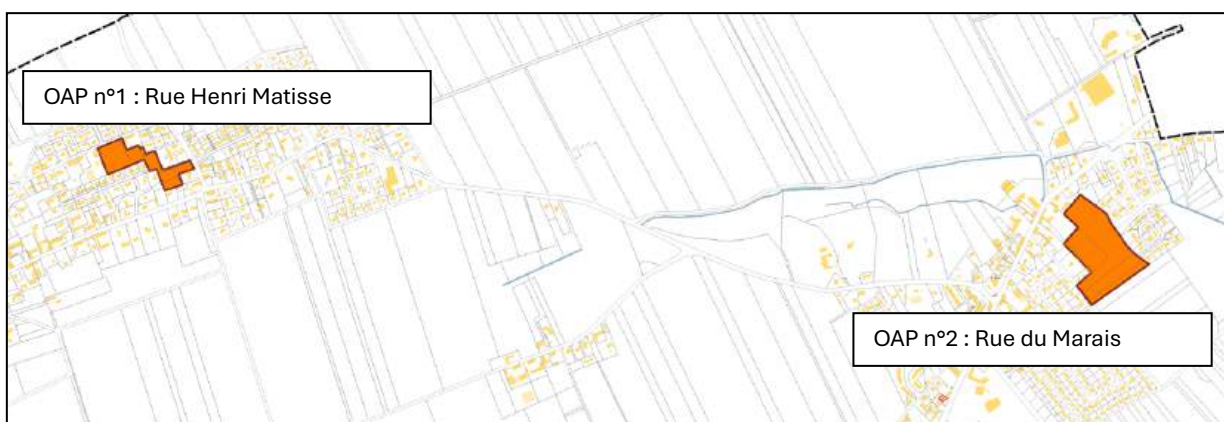 OAP n°1 : Rue Henri Matisse
OAP n°2 : Rue du Marais